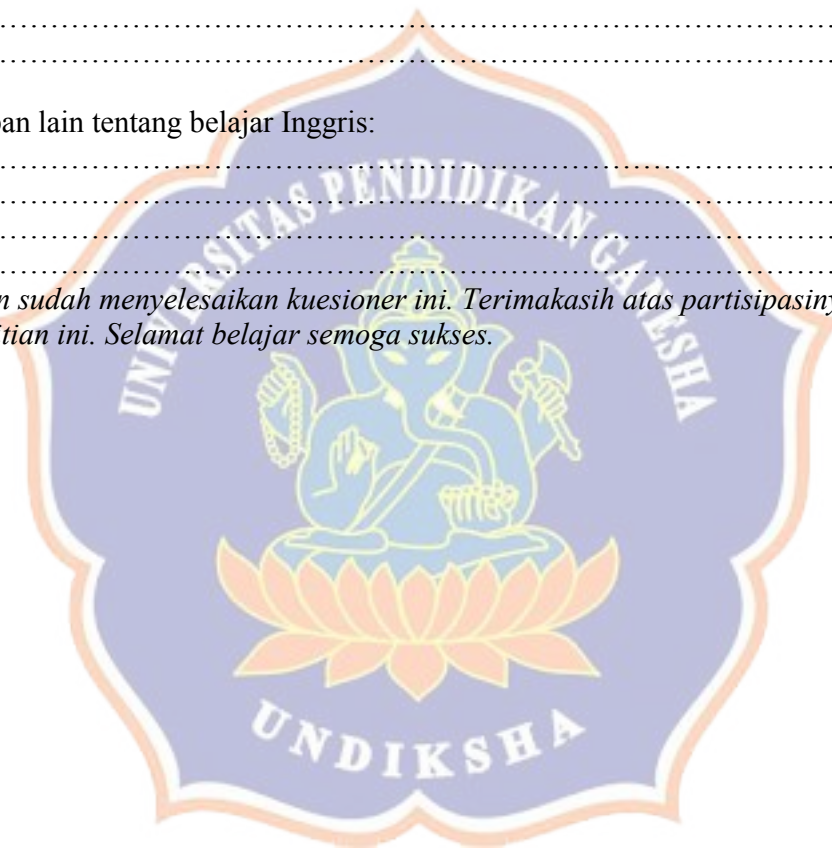 ……………………………………………………………………………………
……………………………………………………………………………………
pan lain tentang belajar Inggris:
……………………………………………………………………………………
……………………………………………………………………………………
……………………………………………………………………………………
……………………………………………………………………………………
n sudah menyelesaikan kuesioner ini. Terimakasih atas partisipasiny
itian ini. Selamat belajar semoga sukses.
UNIVERSITAS PENDIDIKAN GANESHA
UNDIKSHA